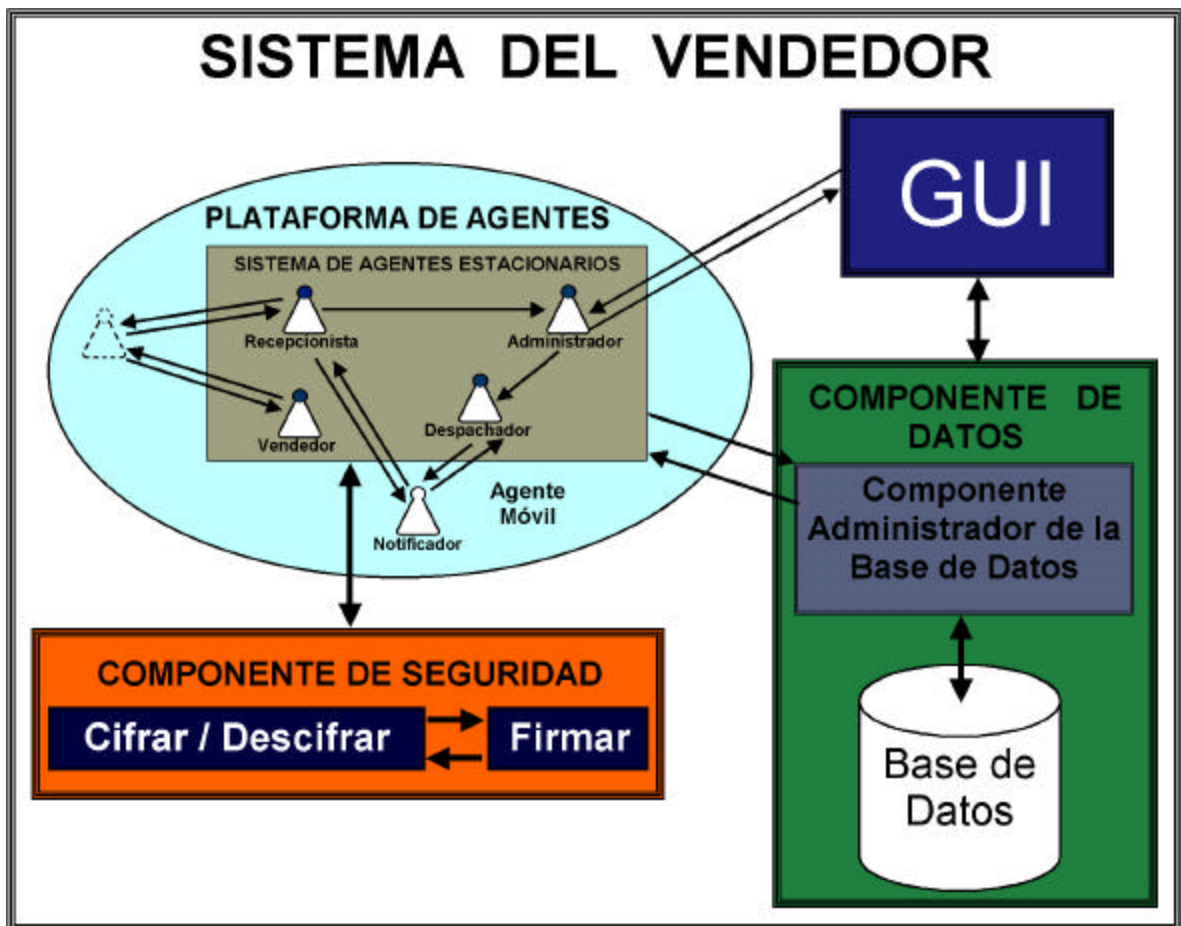 SISTEMA DEL VENDEDOR
GUI
PLATAFORMA DE AGENTES
SISTEMA DE AGENTES ESTACIONARIOS
Recepcionista
Administrador
Vendedor
Despachador
Agente
Móvil
Notificador
COMPONENTE DE
DATOS
Componente
Administrador de la
Base de Datos
Base de
Datos
COMPONENTE DE SEGURIDAD
Cifrar / Descifrar
Firmar